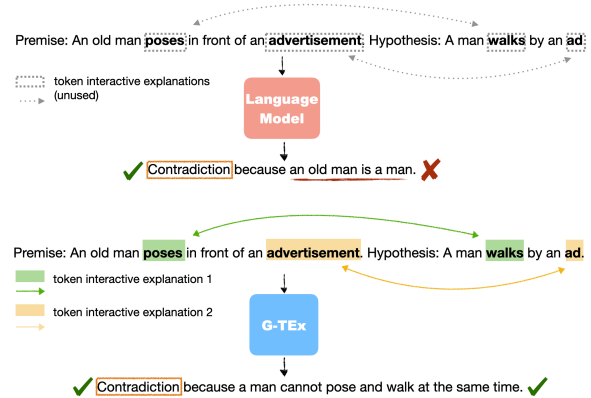 Premise: An old man poses in front of an advertisement. Hypothesis: A man walks by an ad.
token interactive explanations
(unused)
Language
Model
Contradiction because an old man is a man.
Premise: An old man poses in front of an advertisement. Hypothesis: A man walks by an ad.
token interactive explanation 1
token interactive explanation 2
G-TEx
Contradiction because a man cannot pose and walk at the same time.